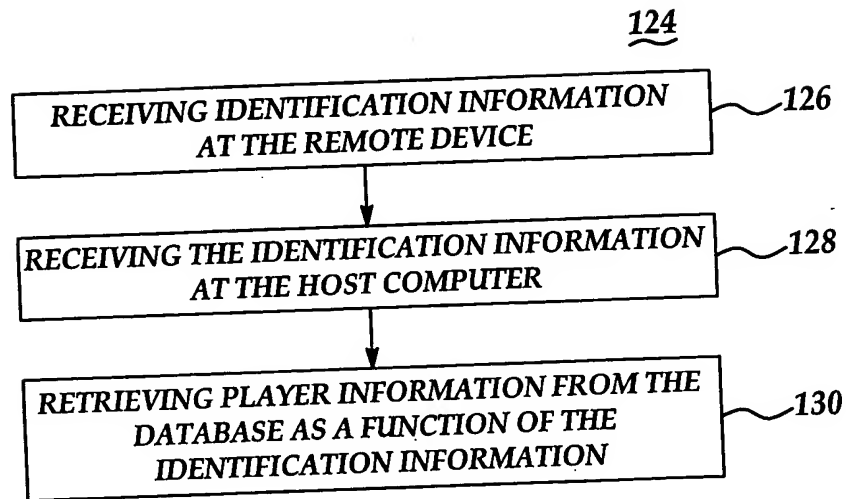 124
RECEIVING IDENTIFICATION INFORMATION
AT THE REMOTE DEVICE
126
RECEIVING THE IDENTIFICATION INFORMATION
AT THE HOST COMPUTER
128
RETRIEVING PLAYER INFORMATION FROM THE
DATABASE AS A FUNCTION OF THE
IDENTIFICATION INFORMATION
130